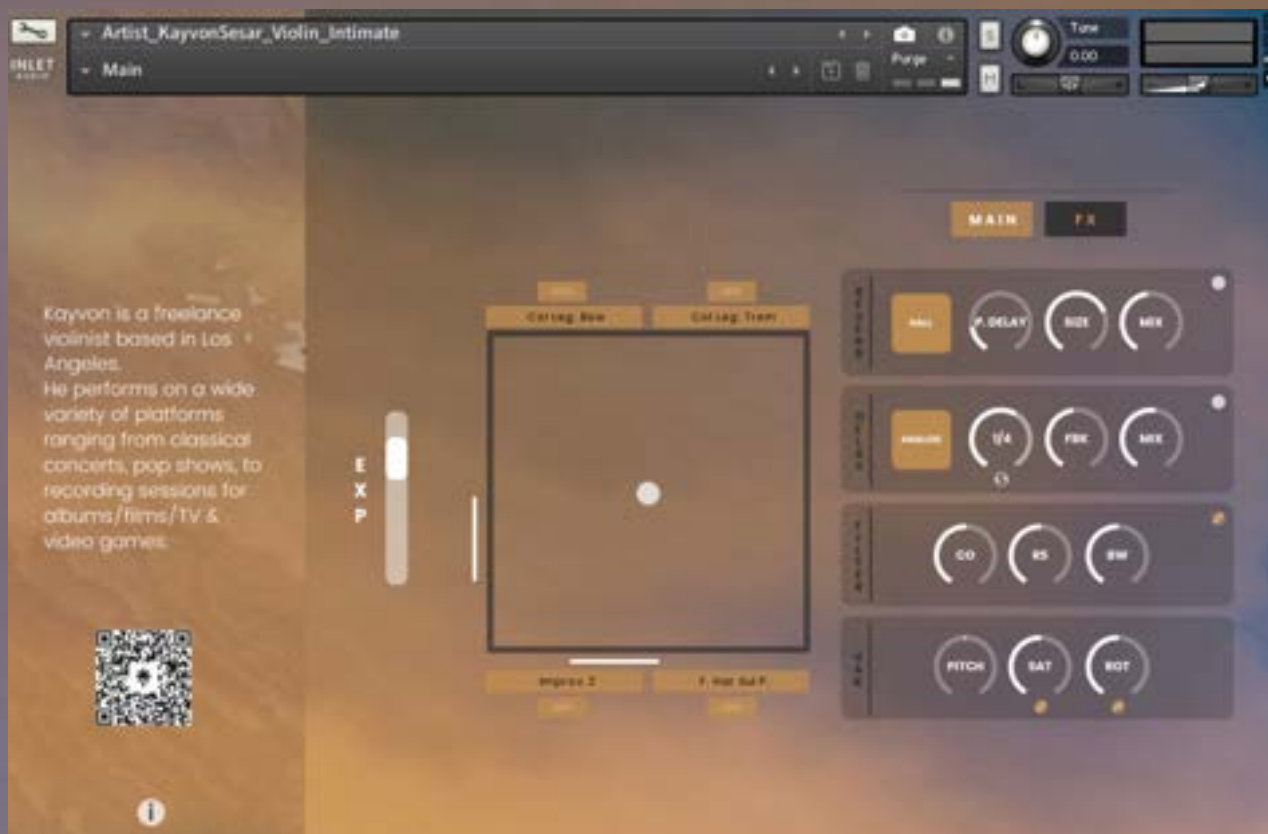 Artist_KayvonSesar_Violin_Intimate
INLET
AUDIO
Main
Purge
S
H
Tune
0.00
MAIN
FX
Kayvon is a freelance
violinist based in Los
Angeles.
He performs on a wide
variety of platforms
ranging from classical
concerts, pop shows, to
recording sessions for
albums/films/TV &
video games.
E
X
P
Col Leg. Bow
Col Leg. Trem
Improv. 2
F. Har Sul P.
HALL
P. DELAY
SIZE
MIX
ANALOG
1/4
FBK
MIX
CO
RS
BW
PITCH
SAT
ROT
i